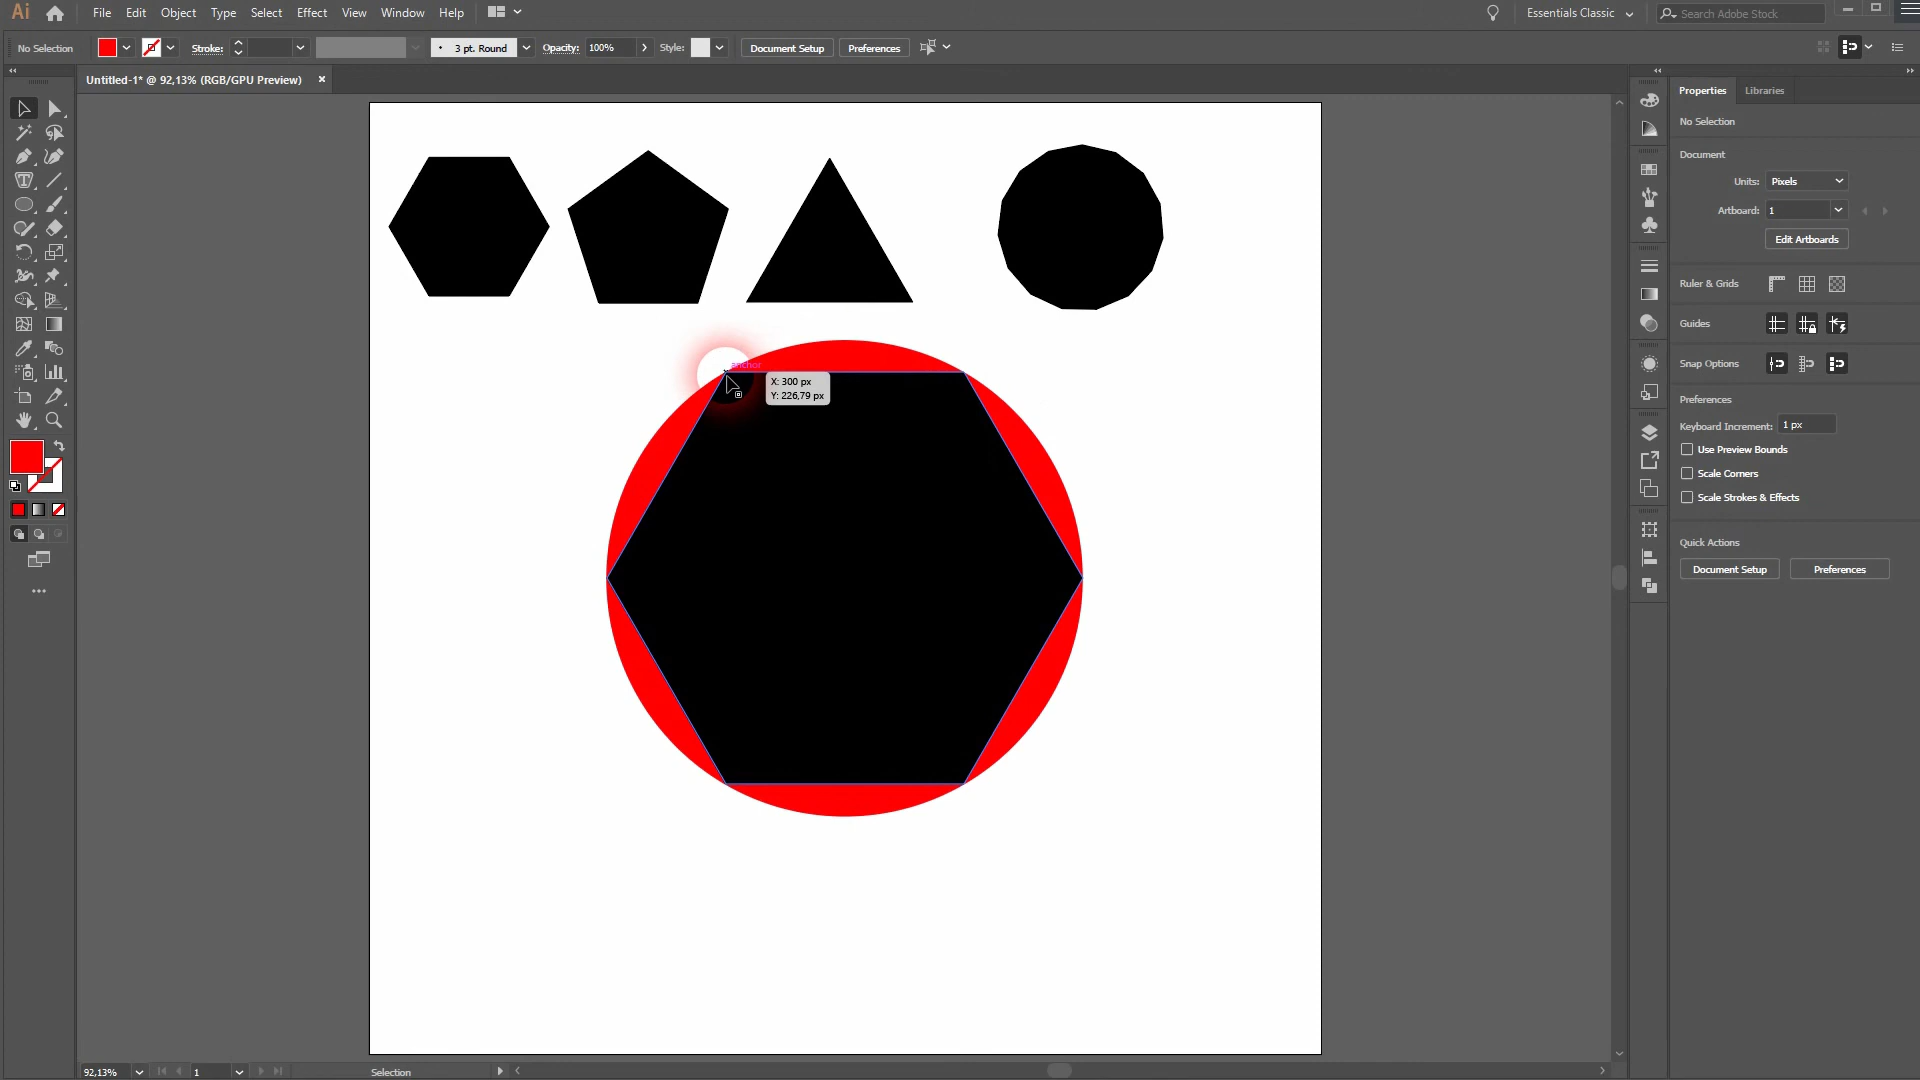 Ai File Edit Object Type Select Effect View Window Help Essentials Classic Search Adobe Stock
No Selection Stroke: 3 pt. Round Opacity: 100% Style: Document Setup Preferences
Untitled-1* @ 92,13% (RGB/GPU Preview)
Properties Libraries
No Selection
Document
Units: Pixels
Artboard: 1
Edit Artboards
Ruler & Grids
Guides
Snap Options
Preferences
Keyboard Increment: 1 px
Use Preview Bounds
Scale Corners
Scale Strokes & Effects
Quick Actions
Document Setup Preferences
anchor
X: 300 px
Y: 226,79 px
92,13% 1 Selection